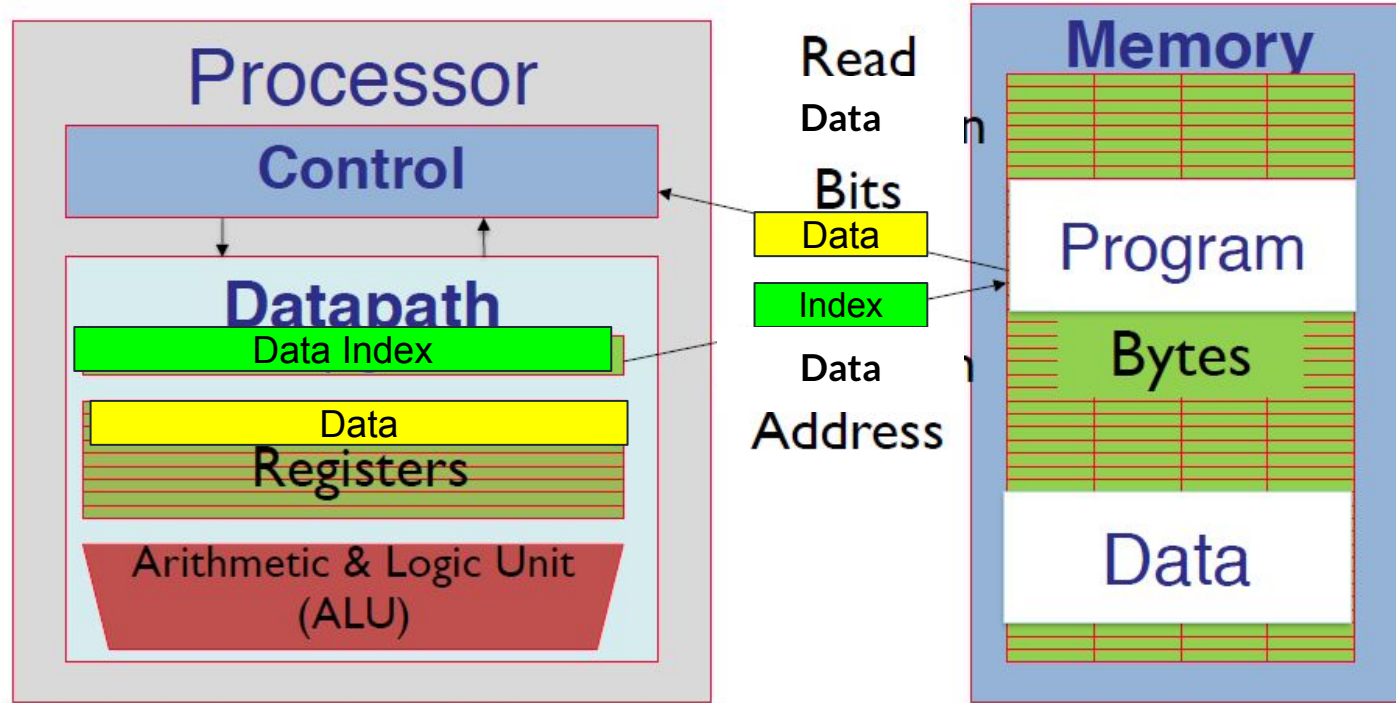 Processor
Control
Datapath
Data Index
Data
Registers
Arithmetic & Logic Unit
(ALU)
Read
Data
Bits
Data
Index
Data
Address
Memory
Program
Bytes
Data